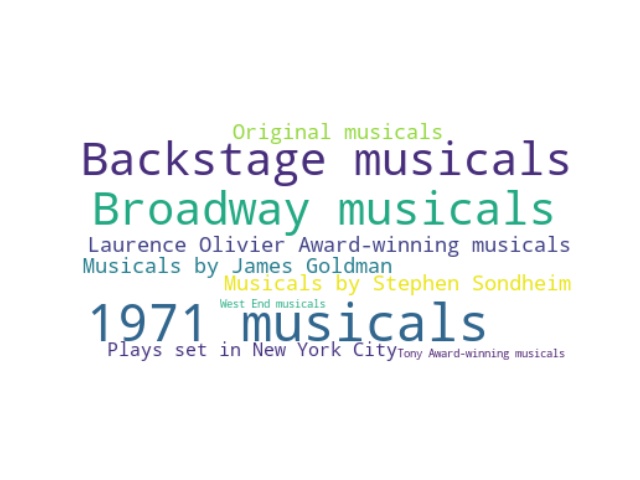 Original musicals
Backstage musicals
Broadway musicals
Laurence Olivier Award-winning musicals
Musicals by James Goldman
Musicals by Stephen Sondheim
West End musicals
1971 musicals
Plays set in New York City
Tony Award-winning musicals